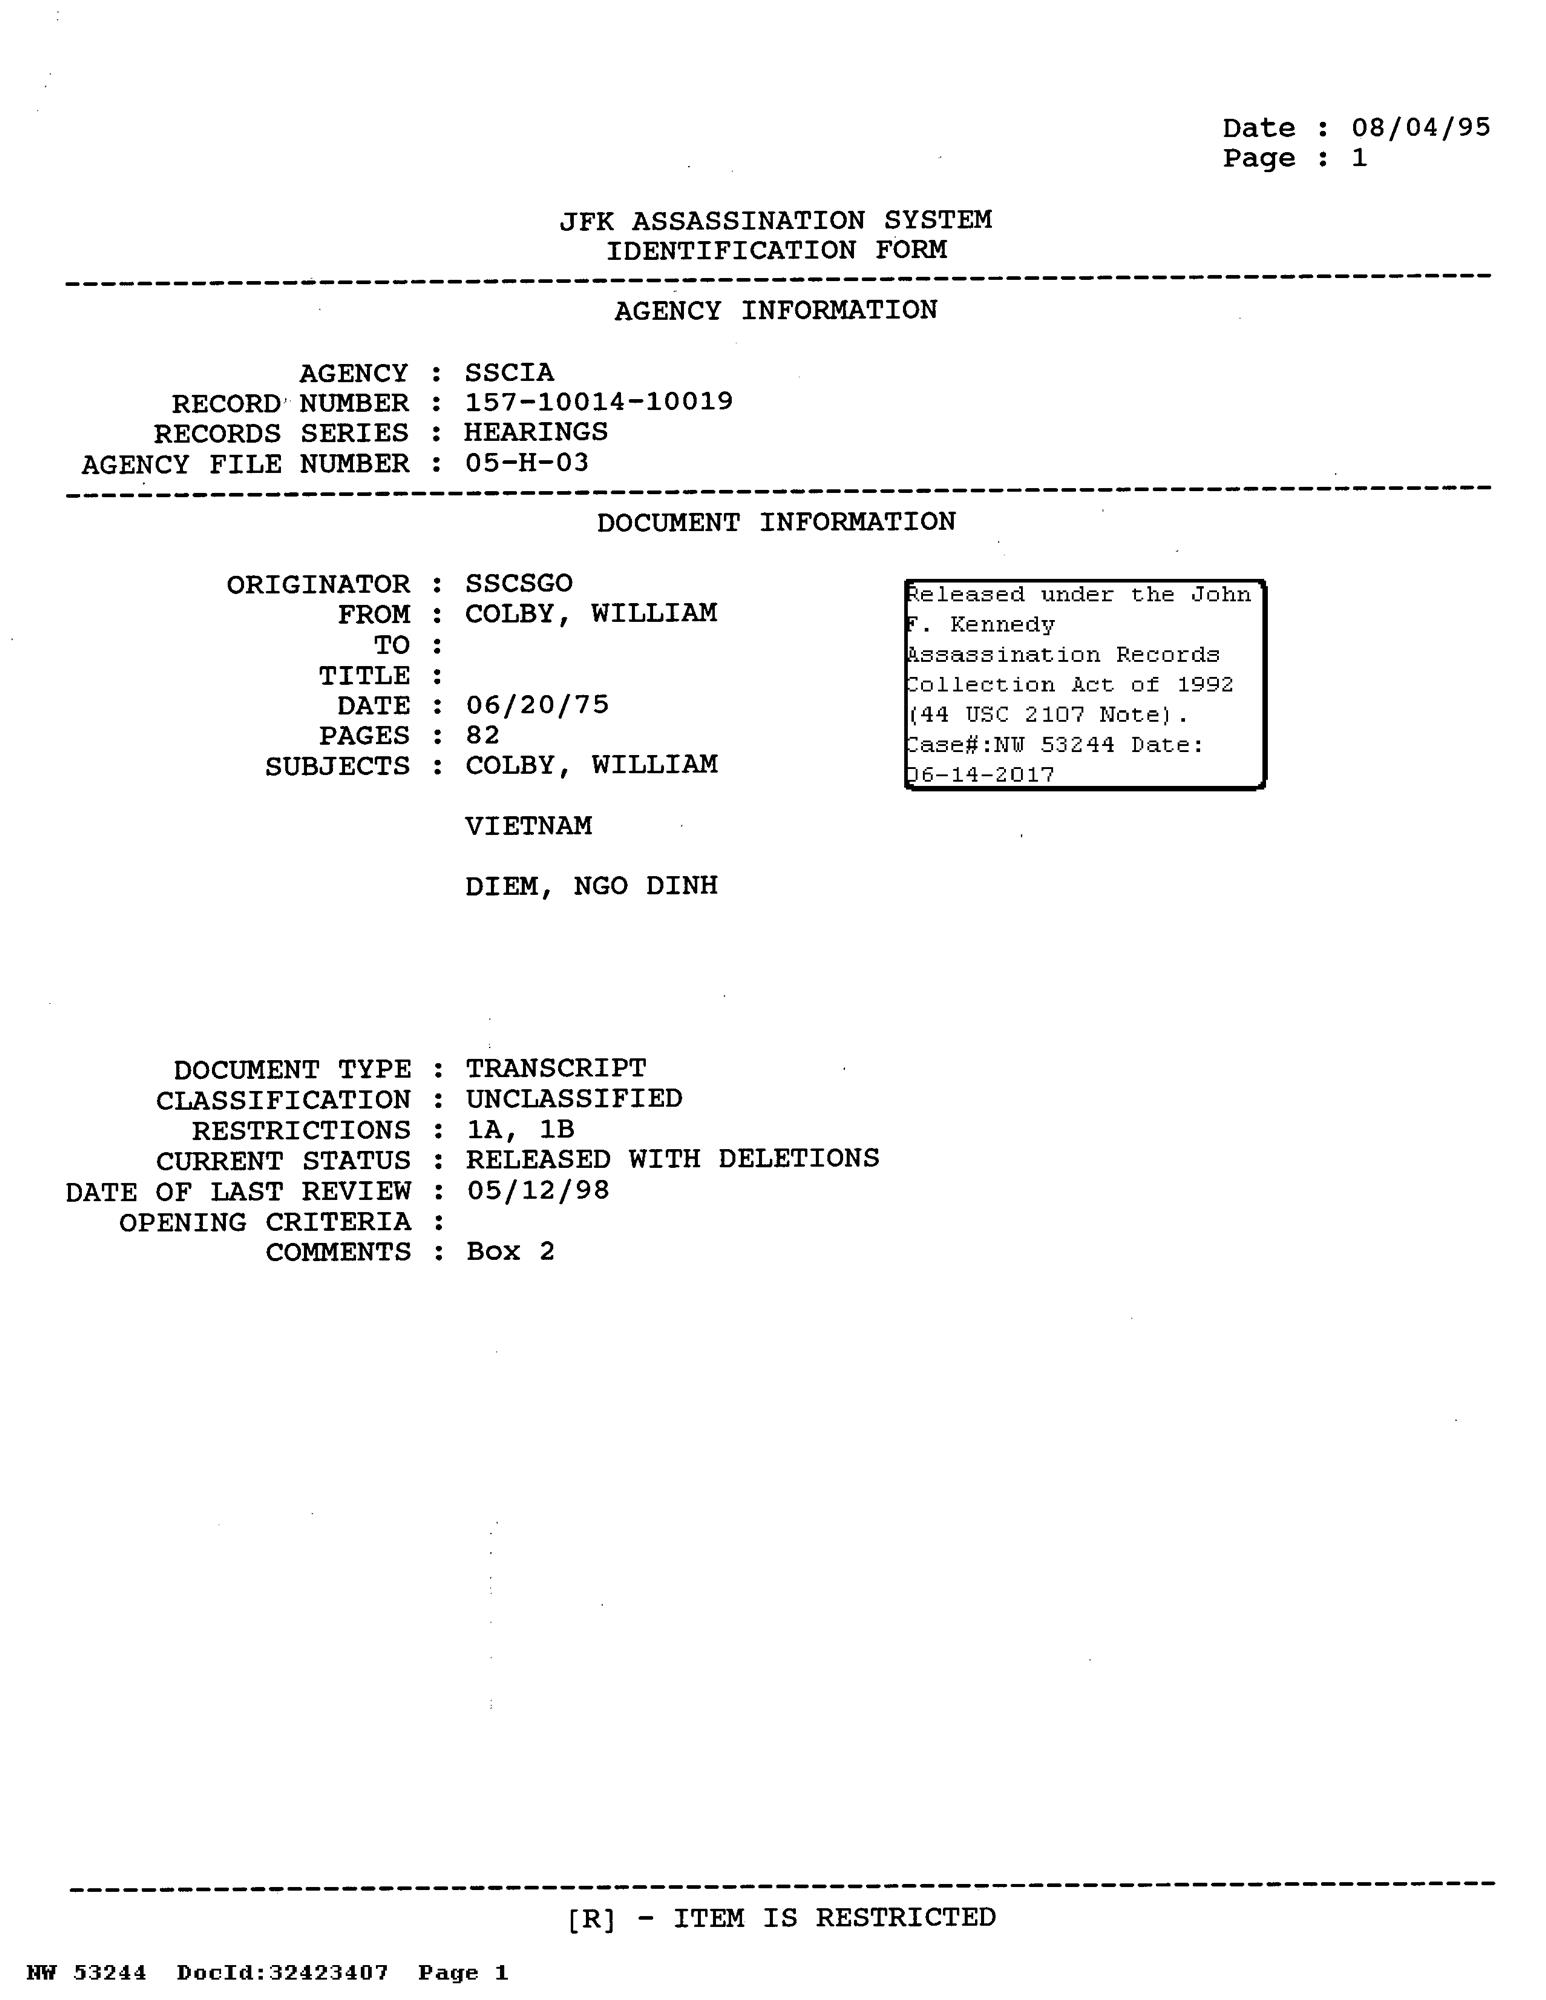 Date : 08/04/95
Page : 1
JFK ASSASSINATION SYSTEM
IDENTIFICATION FORM
AGENCY INFORMATION
AGENCY : SSCIA
RECORD NUMBER : 157-10014-10019
RECORDS SERIES : HEARINGS
AGENCY FILE NUMBER : 05-H-03
DOCUMENT INFORMATION
ORIGINATOR : SSCSGO
FROM : COLBY, WILLIAM
TO :
TITLE :
DATE : 06/20/75
PAGES : 82
SUBJECTS : COLBY, WILLIAM
VIETNAM
DIEM, NGO DINH
Released under the John
F. Kennedy
Assassination Records
Collection Act of 1992
(44 USC 2107 Note).
Case#:NW 53244 Date:
06-14-2017
DOCUMENT TYPE : TRANSCRIPT
CLASSIFICATION : UNCLASSIFIED
RESTRICTIONS : 1A, 1B
CURRENT STATUS : RELEASED WITH DELETIONS
DATE OF LAST REVIEW : 05/12/98
OPENING CRITERIA :
COMMENTS : Box 2
[R] - ITEM IS RESTRICTED
NW 53244 DocId:32423407 Page 1